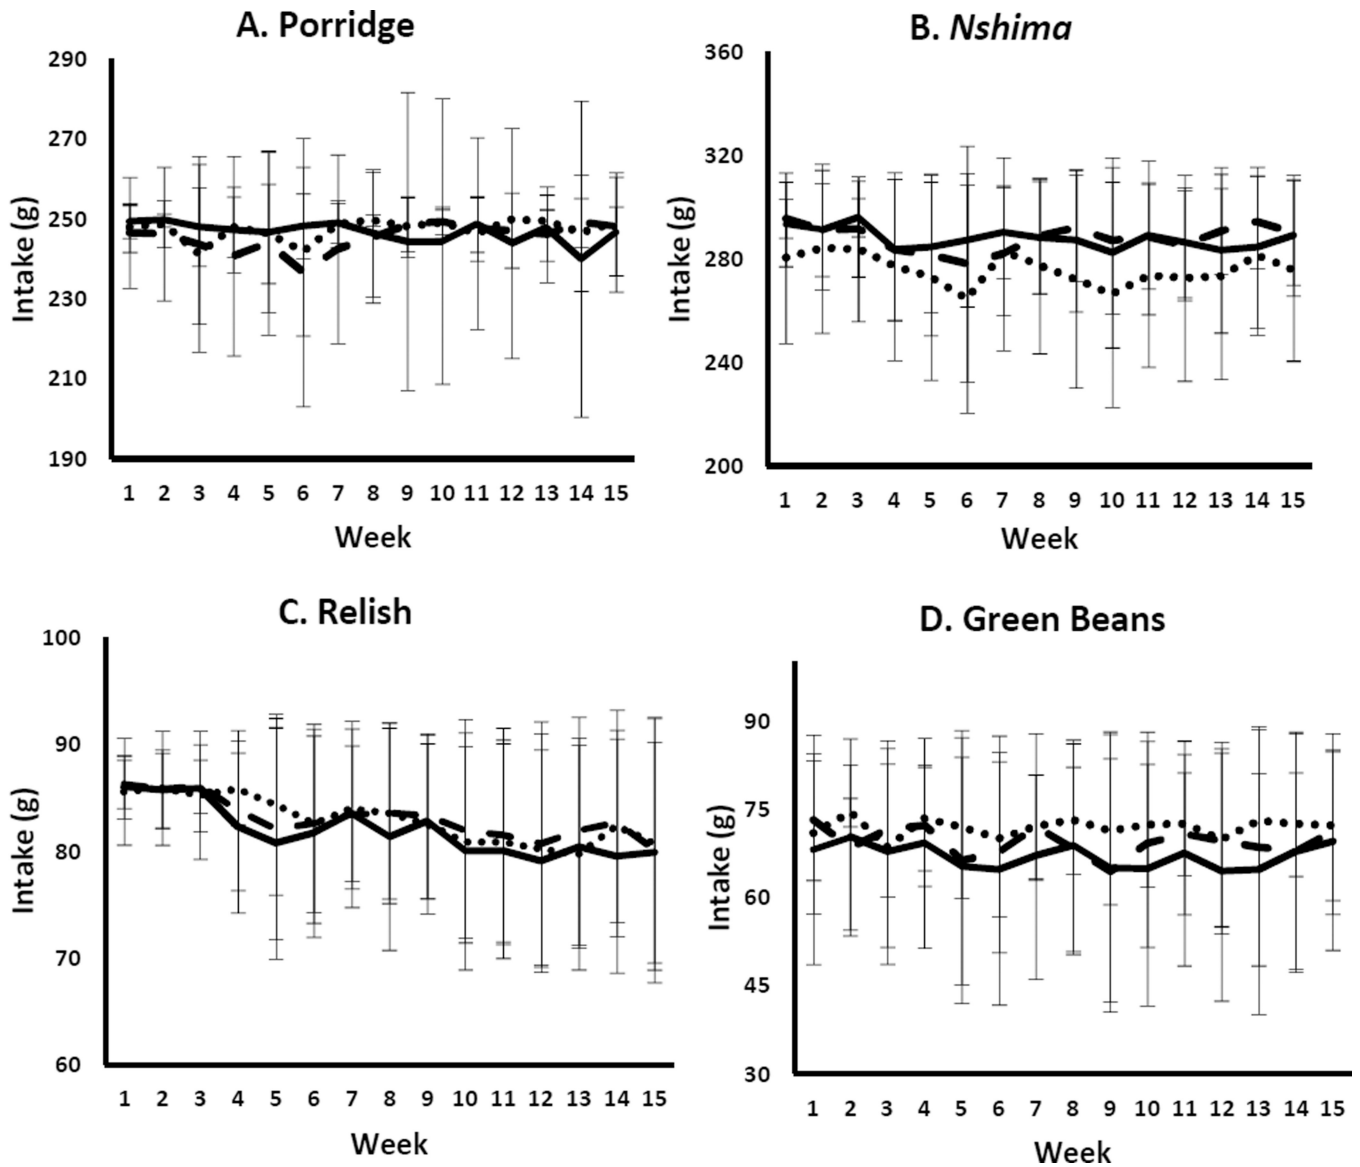 A. Porridge
290
270
250
230
210
190
Intake (g)
1 2 3 4 5 6 7 8 9 10 11 12 13 14 15
Week
B. Nshima
360
320
280
240
200
Intake (g)
1 2 3 4 5 6 7 8 9 10 11 12 13 14 15
Week
C. Relish
100
90
80
70
60
Intake (g)
1 2 3 4 5 6 7 8 9 10 11 12 13 14 15
Week
D. Green Beans
90
75
60
45
30
Intake (g)
1 2 3 4 5 6 7 8 9 10 11 12 13 14 15
Week